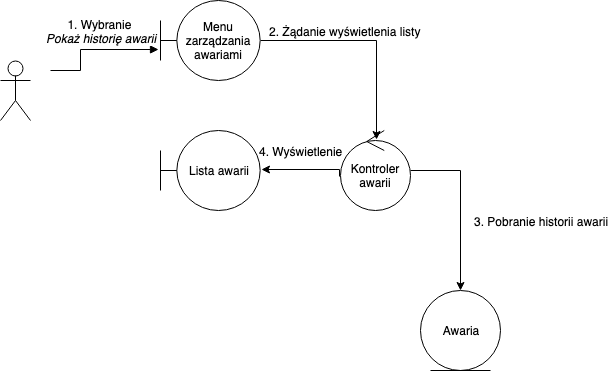 1. Wybranie
Pokaż historię awarii
Menu
zarządzania
awariami
2. Żądanie wyświetlenia listy
Lista awarii
4. Wyświetlenie
Kontroler
awarii
3. Pobranie historii awarii
Awaria